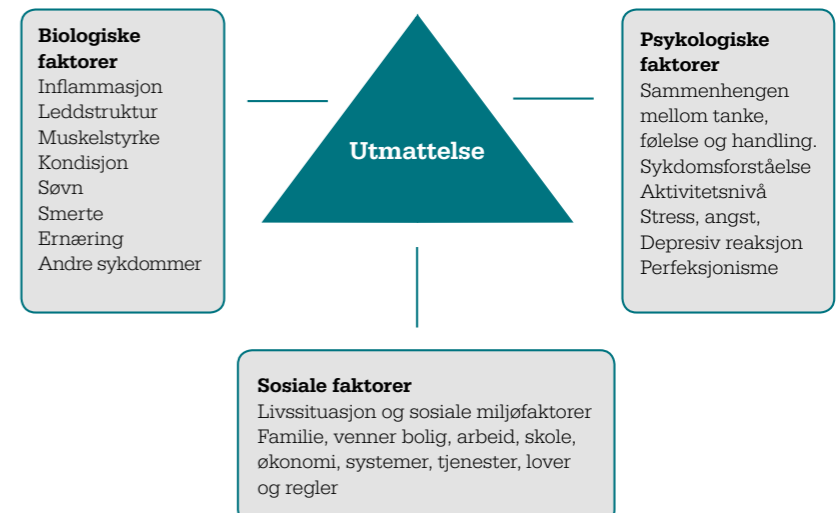 Biologiske
faktorer
Inflammasjon
Leddstruktur
Muskelstyrke
Kondisjon
Søvn
Smerte
Ernæring
Andre sykdommer
Utmattelse
Psykologiske
faktorer
Sammenhengen
mellom tanke,
følelse og handling.
Sykdomsforståelse
Aktivitetsnivå
Stress, angst,
Depresiv reaksjon
Perfeksjonisme
Sosiale faktorer
Livssituasjon og sosiale miljøfaktorer
Familie, venner bolig, arbeid, skole,
økonomi, systemer, tjenester, lover
og regler